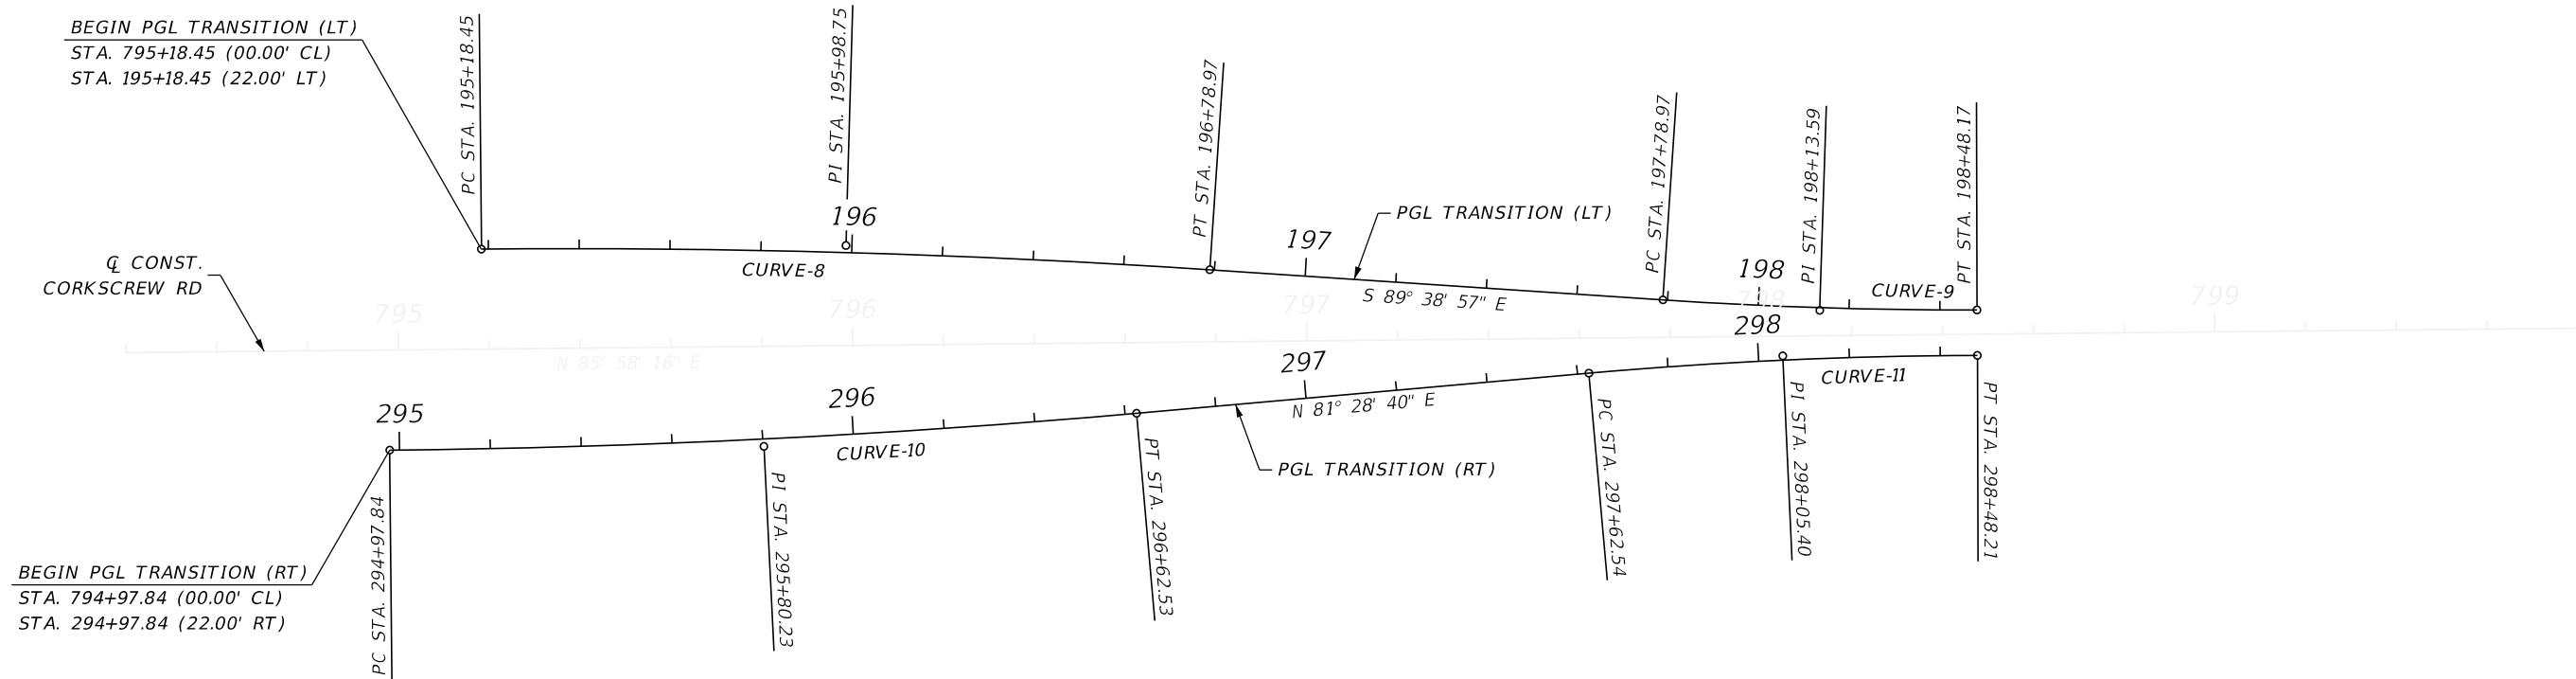 BEGIN PGL TRANSITION (LT)
STA. 795+18.45 (00.00' CL)
STA. 195+18.45 (22.00' LT)
PC STA. 195+18.45
PI STA. 195+98.75
PT STA. 196+78.97
PC STA. 197+78.97
PI STA. 198+13.59
PT STA. 198+48.17
196
197
198
PGL TRANSITION (LT)
CURVE-8
S 89° 38' 57" E
CURVE-9
℄ CONST.
CORKSCREW RD
795
796
797
798
799
N 85° 58' 16" E
295
296
297
298
CURVE-10
N 81° 28' 40" E
CURVE-11
PGL TRANSITION (RT)
PC STA. 294+97.84
PI STA. 295+80.23
PT STA. 296+62.53
PC STA. 297+62.54
PI STA. 298+05.40
PT STA. 298+48.21
BEGIN PGL TRANSITION (RT)
STA. 794+97.84 (00.00' CL)
STA. 294+97.84 (22.00' RT)